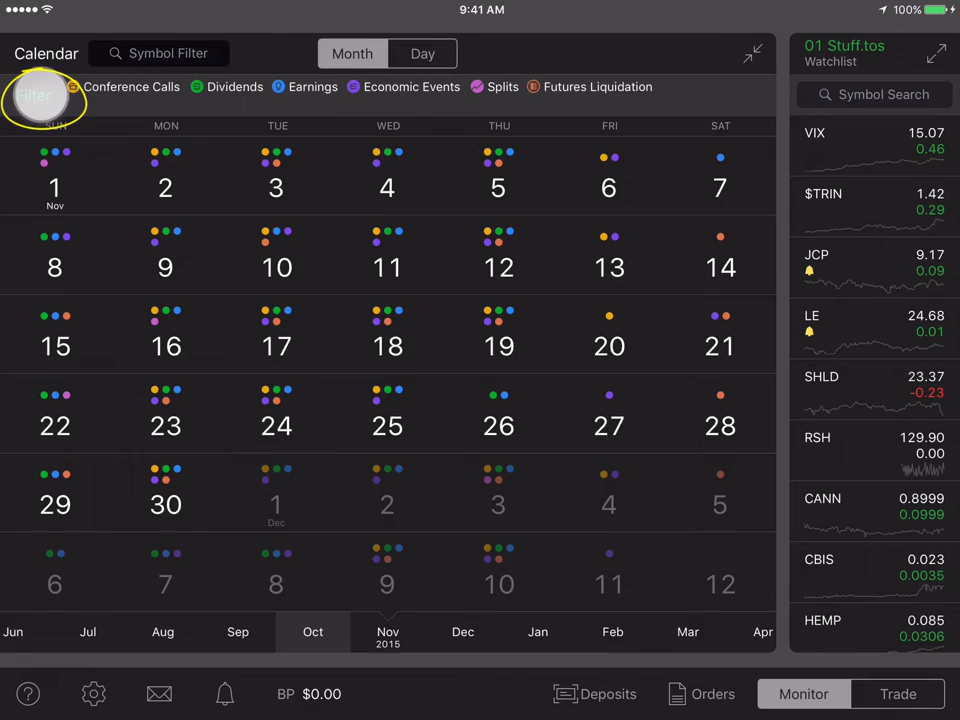 9:41 AM
100%
Calendar
Symbol Filter
Month
Day
Filter
Conference Calls
Dividends
Earnings
Economic Events
Splits
Futures Liquidation
SUN MON TUE WED THU FRI SAT
1 2 3 4 5 6 7
Nov
8 9 10 11 12 13 14
15 16 17 18 19 20 21
22 23 24 25 26 27 28
29 30 1 2 3 4 5
Dec
6 7 8 9 10 11 12
Jun Jul Aug Sep Oct Nov Dec Jan Feb Mar Apr
2015
01 Stuff.tos
Watchlist
Symbol Search
VIX 15.07
0.46
$TRIN 1.42
0.29
JCP 9.17
0.09
LE 24.68
0.01
SHLD 23.37
-0.23
RSH 129.90
0.00
CANN 0.8999
0.0999
CBIS 0.023
0.0035
HEMP 0.085
0.0306
? BP $0.00 Deposits Orders Monitor Trade